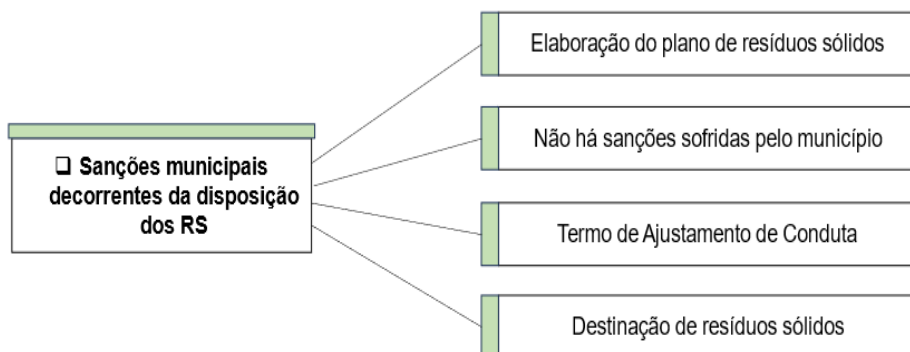 ❑ Sanções municipais
decorrentes da disposição
dos RS
Elaboração do plano de resíduos sólidos
Não há sanções sofridas pelo município
Termo de Ajustamento de Conduta
Destinação de resíduos sólidos